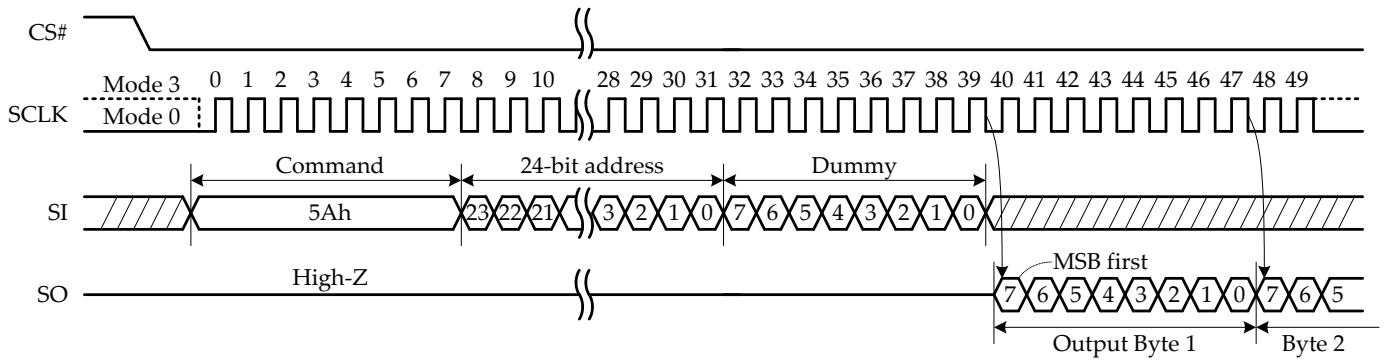 CS#
0 1 2 3 4 5 6 7 8 9 10 28 29 30 31 32 33 34 35 36 37 38 39 40 41 42 43 44 45 46 47 48 49
Mode 3
SCLK Mode 0
Command 24-bit address Dummy
SI 5Ah 23 22 21 3 2 1 0 7 6 5 4 3 2 1 0
High-Z MSB first
SO 7 6 5 4 3 2 1 0 7 6 5
Output Byte 1 Byte 2